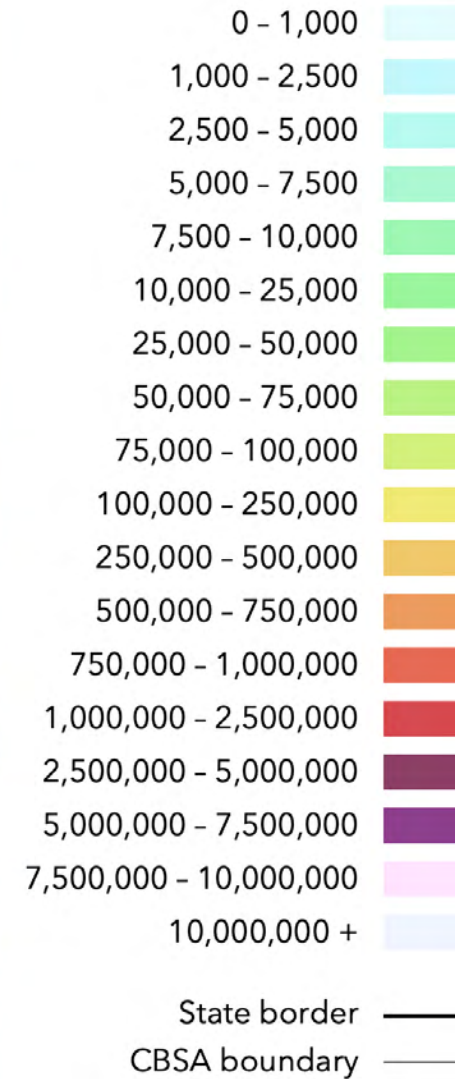 0 – 1,000
1,000 – 2,500
2,500 – 5,000
5,000 – 7,500
7,500 – 10,000
10,000 – 25,000
25,000 – 50,000
50,000 – 75,000
75,000 – 100,000
100,000 – 250,000
250,000 – 500,000
500,000 – 750,000
750,000 – 1,000,000
1,000,000 – 2,500,000
2,500,000 – 5,000,000
5,000,000 – 7,500,000
7,500,000 – 10,000,000
10,000,000 +
State border
CBSA boundary